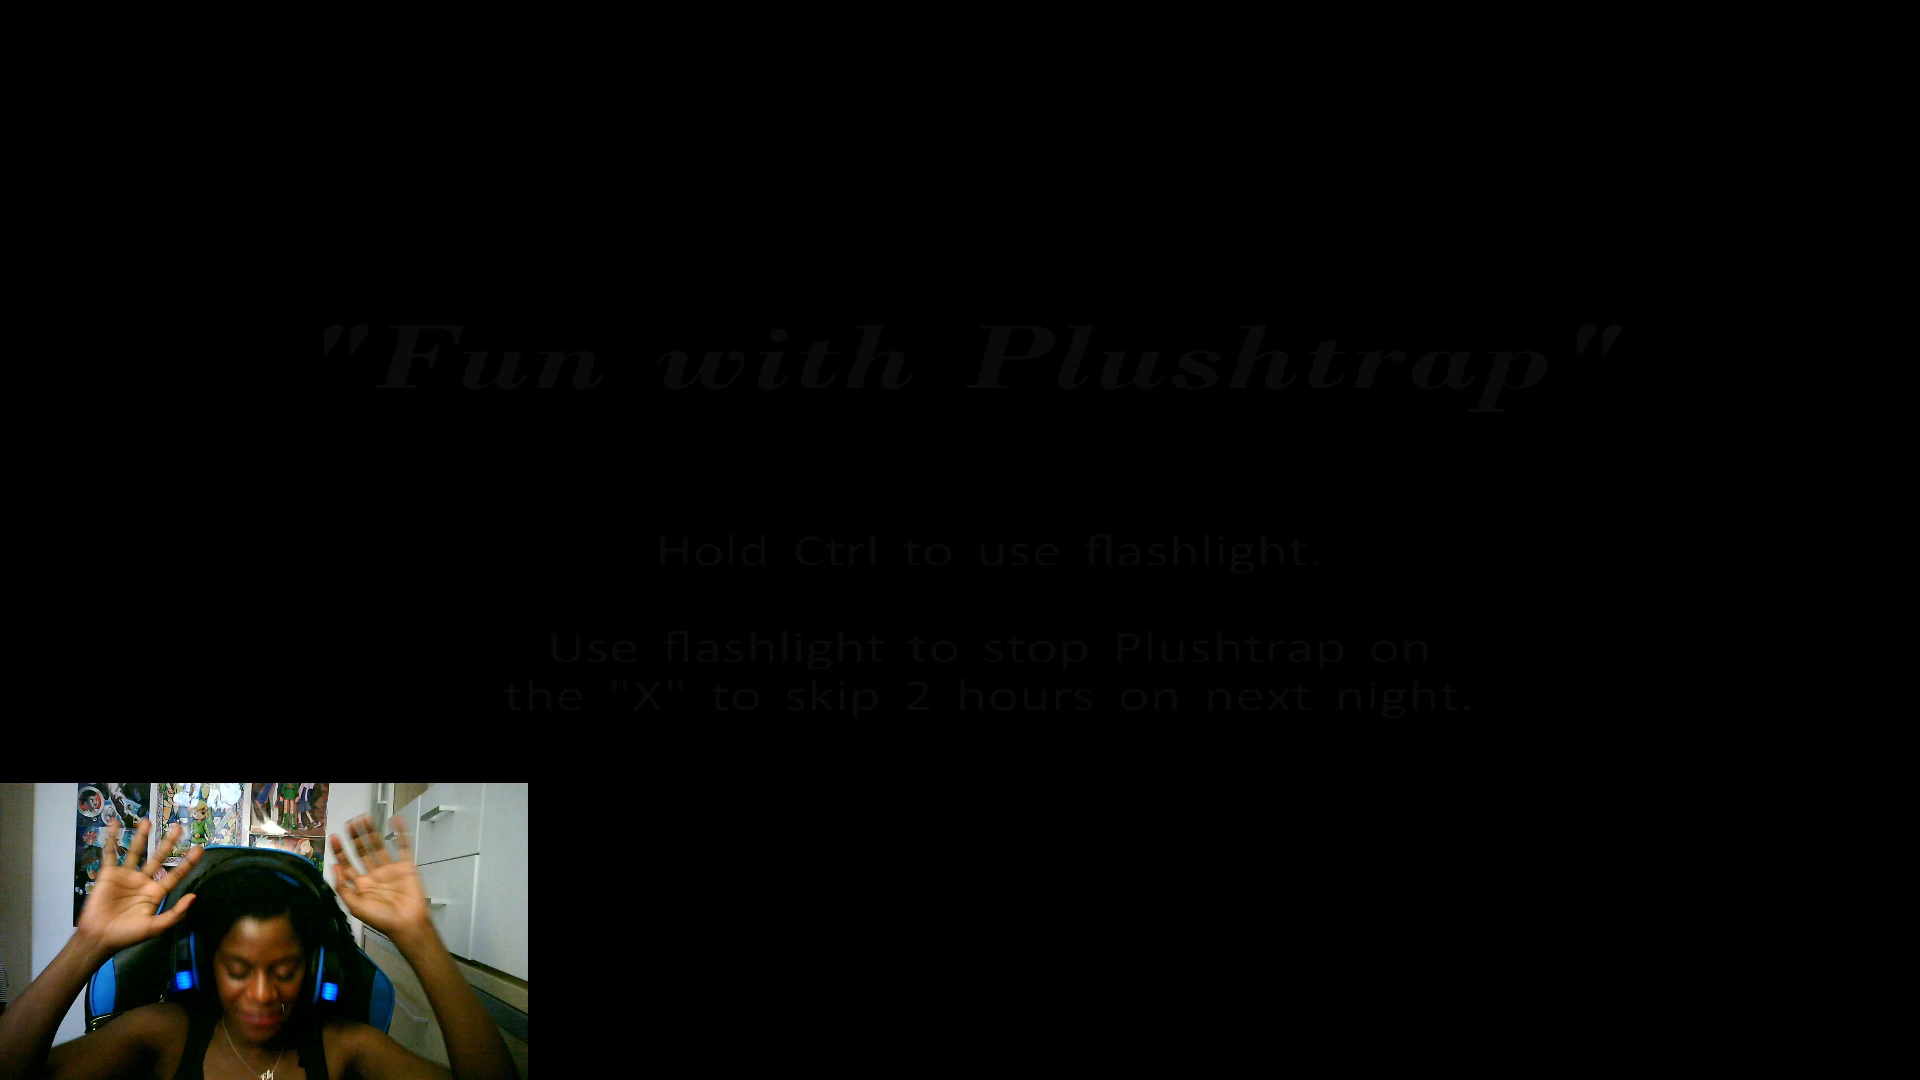 "Fun with Plushtrap"
Hold Ctrl to use flashlight.
Use flashlight to stop Plushtrap on
the "X" to skip 2 hours on next night.